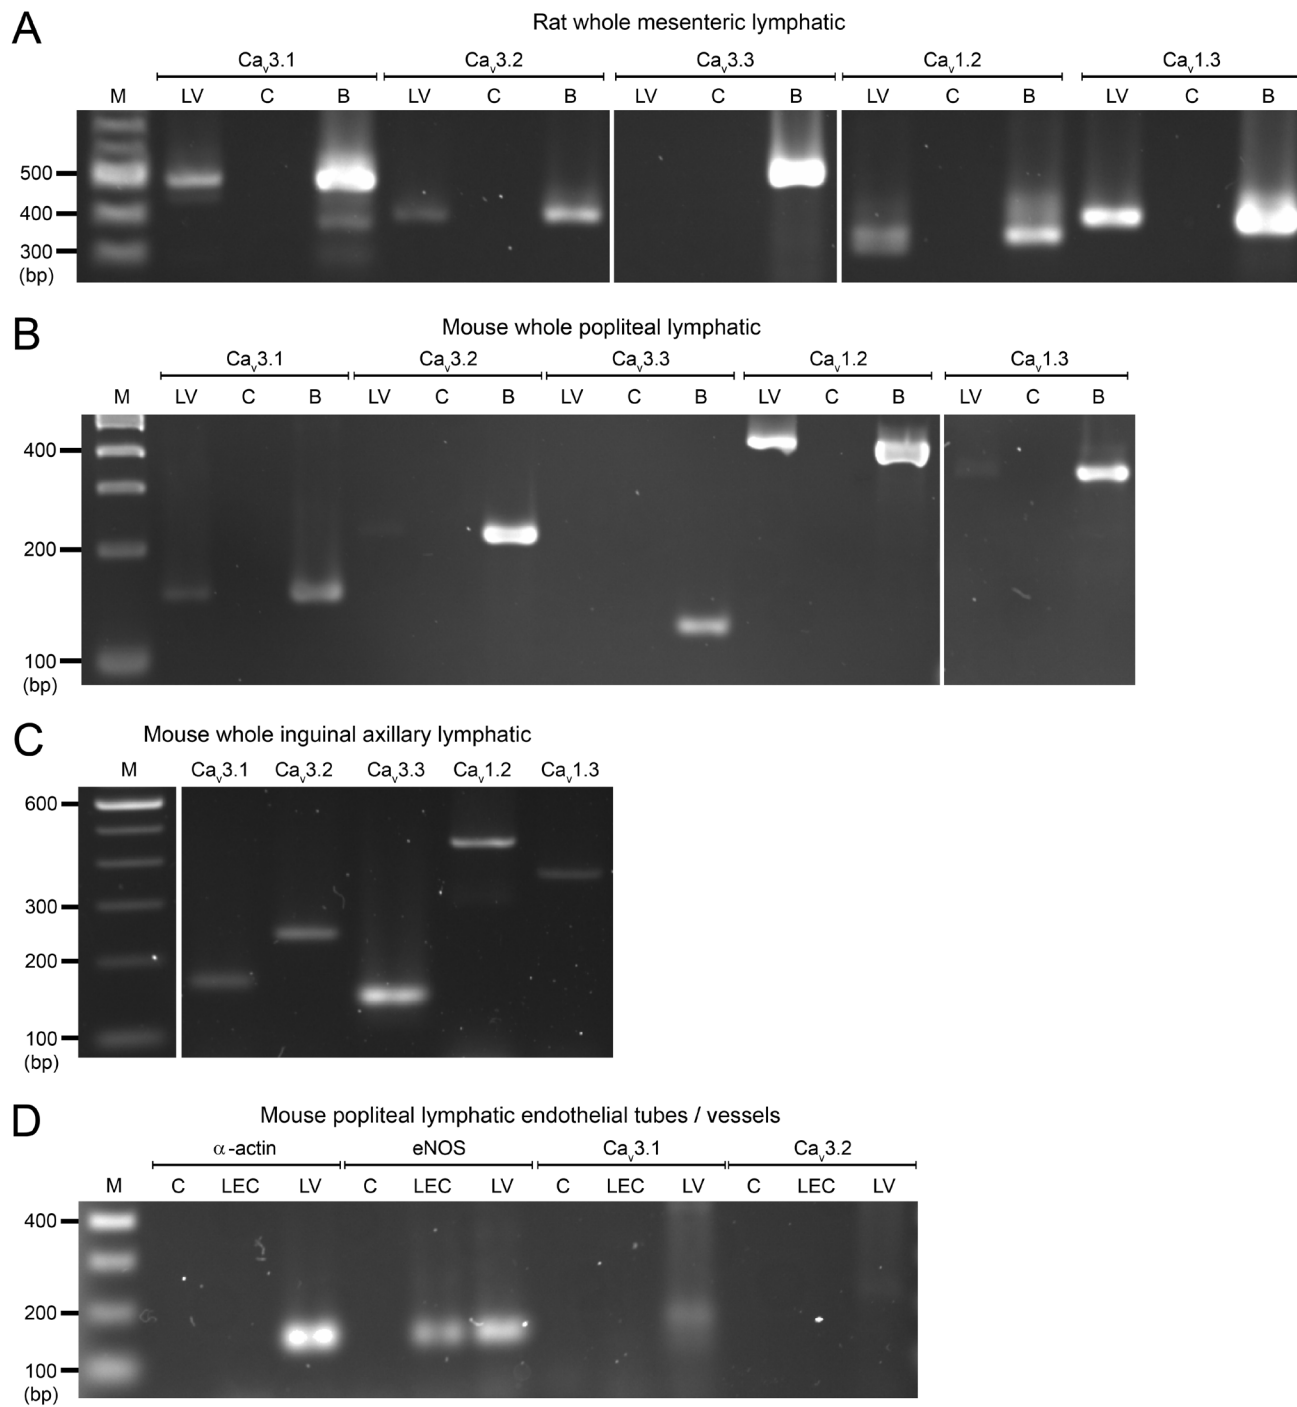 A
Rat whole mesenteric lymphatic
Cav3.1 Cav3.2 Cav3.3 Cav1.2 Cav1.3
M LV C B LV C B LV C B LV C B LV C B
500
400
300
(bp)
B
Mouse whole popliteal lymphatic
Cav3.1 Cav3.2 Cav3.3 Cav1.2 Cav1.3
M LV C B LV C B LV C B LV C B LV C B
400
200
100
(bp)
C
Mouse whole inguinal axillary lymphatic
M Cav3.1 Cav3.2 Cav3.3 Cav1.2 Cav1.3
600
300
200
100
(bp)
D
Mouse popliteal lymphatic endothelial tubes / vessels
α-actin eNOS Cav3.1 Cav3.2
M C LEC LV C LEC LV C LEC LV C LEC LV
400
200
100
(bp)